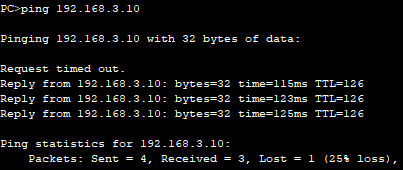 PC>ping 192.168.3.10
Pinging 192.168.3.10 with 32 bytes of data:
Request timed out.
Reply from 192.168.3.10: bytes=32 time=115ms TTL=126
Reply from 192.168.3.10: bytes=32 time=123ms TTL=126
Reply from 192.168.3.10: bytes=32 time=125ms TTL=126
Ping statistics for 192.168.3.10:
Packets: Sent = 4, Received = 3, Lost = 1 (25% loss),